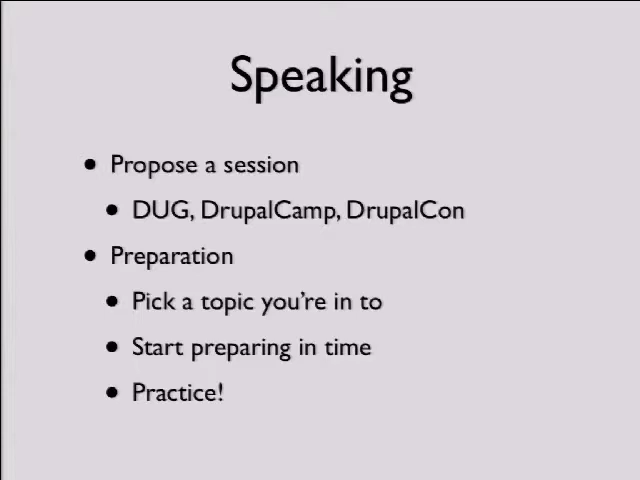 Speaking
• Propose a session
• DUG, DrupalCamp, DrupalCon
• Preparation
• Pick a topic you're in to
• Start preparing in time
• Practice!